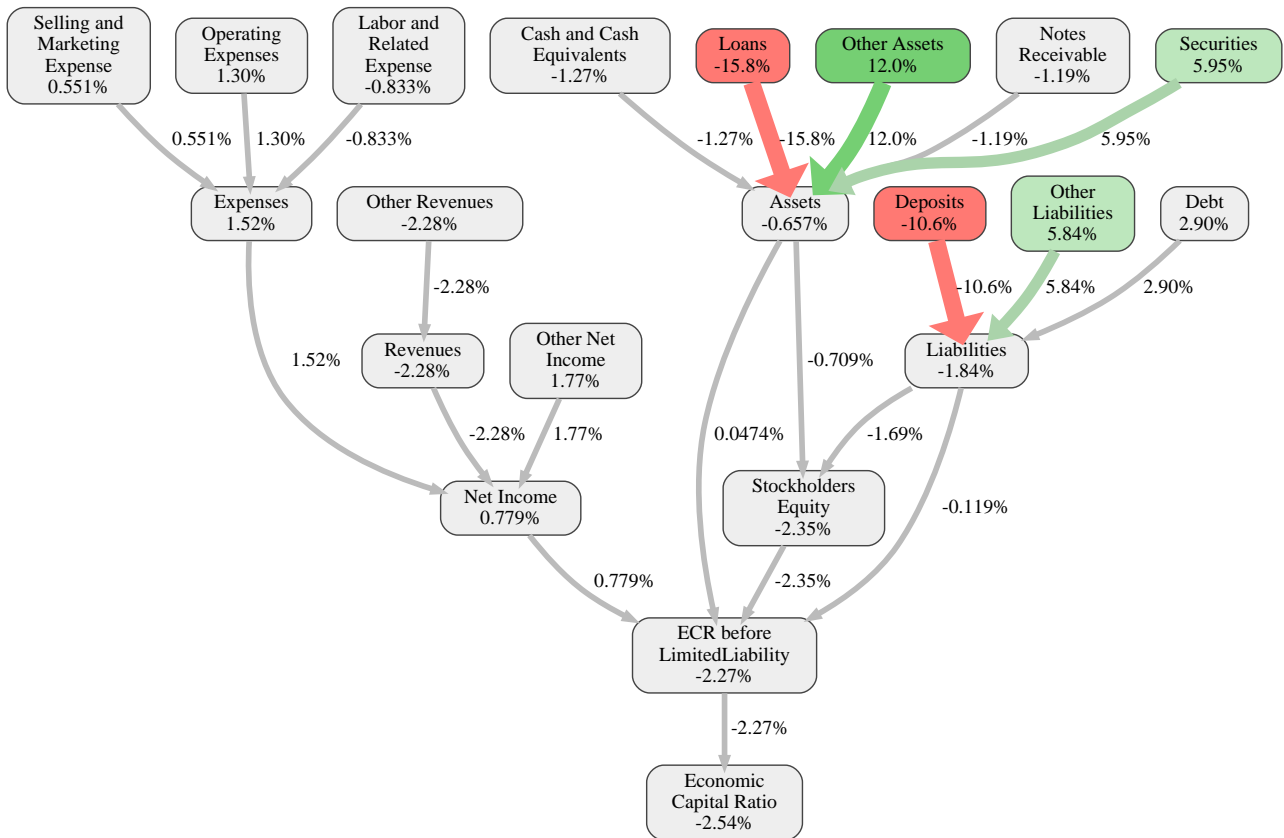 Selling and
Marketing
Expense
0.551%
Operating
Expenses
1.30%
Labor and
Related
Expense
-0.833%
Cash and Cash
Equivalents
-1.27%
Loans
-15.8%
Other Assets
12.0%
Notes
Receivable
-1.19%
Securities
5.95%
0.551%
1.30%
-0.833%
-1.27%
-15.8%
12.0%
-1.19%
5.95%
Expenses
1.52%
Other Revenues
-2.28%
Assets
-0.657%
Deposits
-10.6%
Other
Liabilities
5.84%
Debt
2.90%
-2.28%
-10.6%
5.84%
2.90%
1.52%
Revenues
-2.28%
Other Net
Income
1.77%
-0.709%
Liabilities
-1.84%
-2.28%
1.77%
0.0474%
-1.69%
Net Income
0.779%
Stockholders
Equity
-2.35%
-0.119%
0.779%
-2.35%
ECR before
LimitedLiability
-2.27%
-2.27%
Economic
Capital Ratio
-2.54%